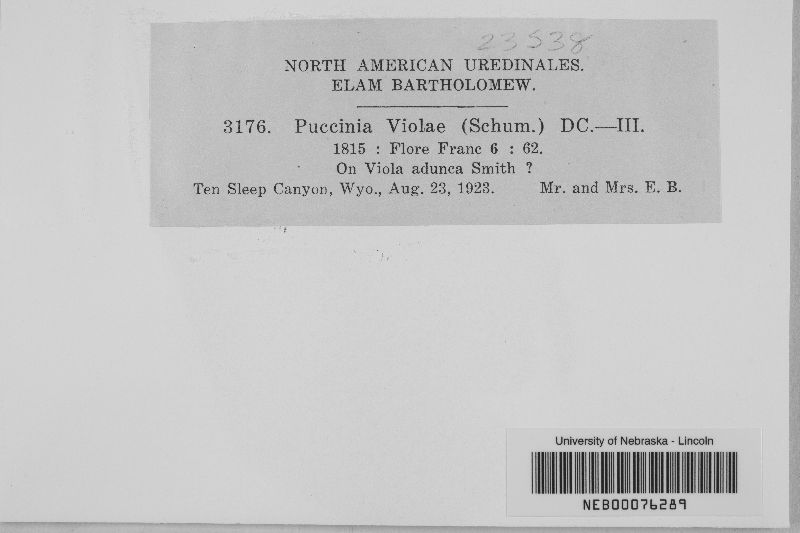 23538
NORTH AMERICAN UREDINALES.
ELAM BARTHOLOMEW.
3176. Puccinia Violae (Schum.) DC.—III.
1815 : Flore Franc 6 : 62.
On Viola adunca Smith ?
Ten Sleep Canyon, Wyo., Aug. 23, 1923. Mr. and Mrs. E. B.
University of Nebraska - Lincoln
NEB00076289